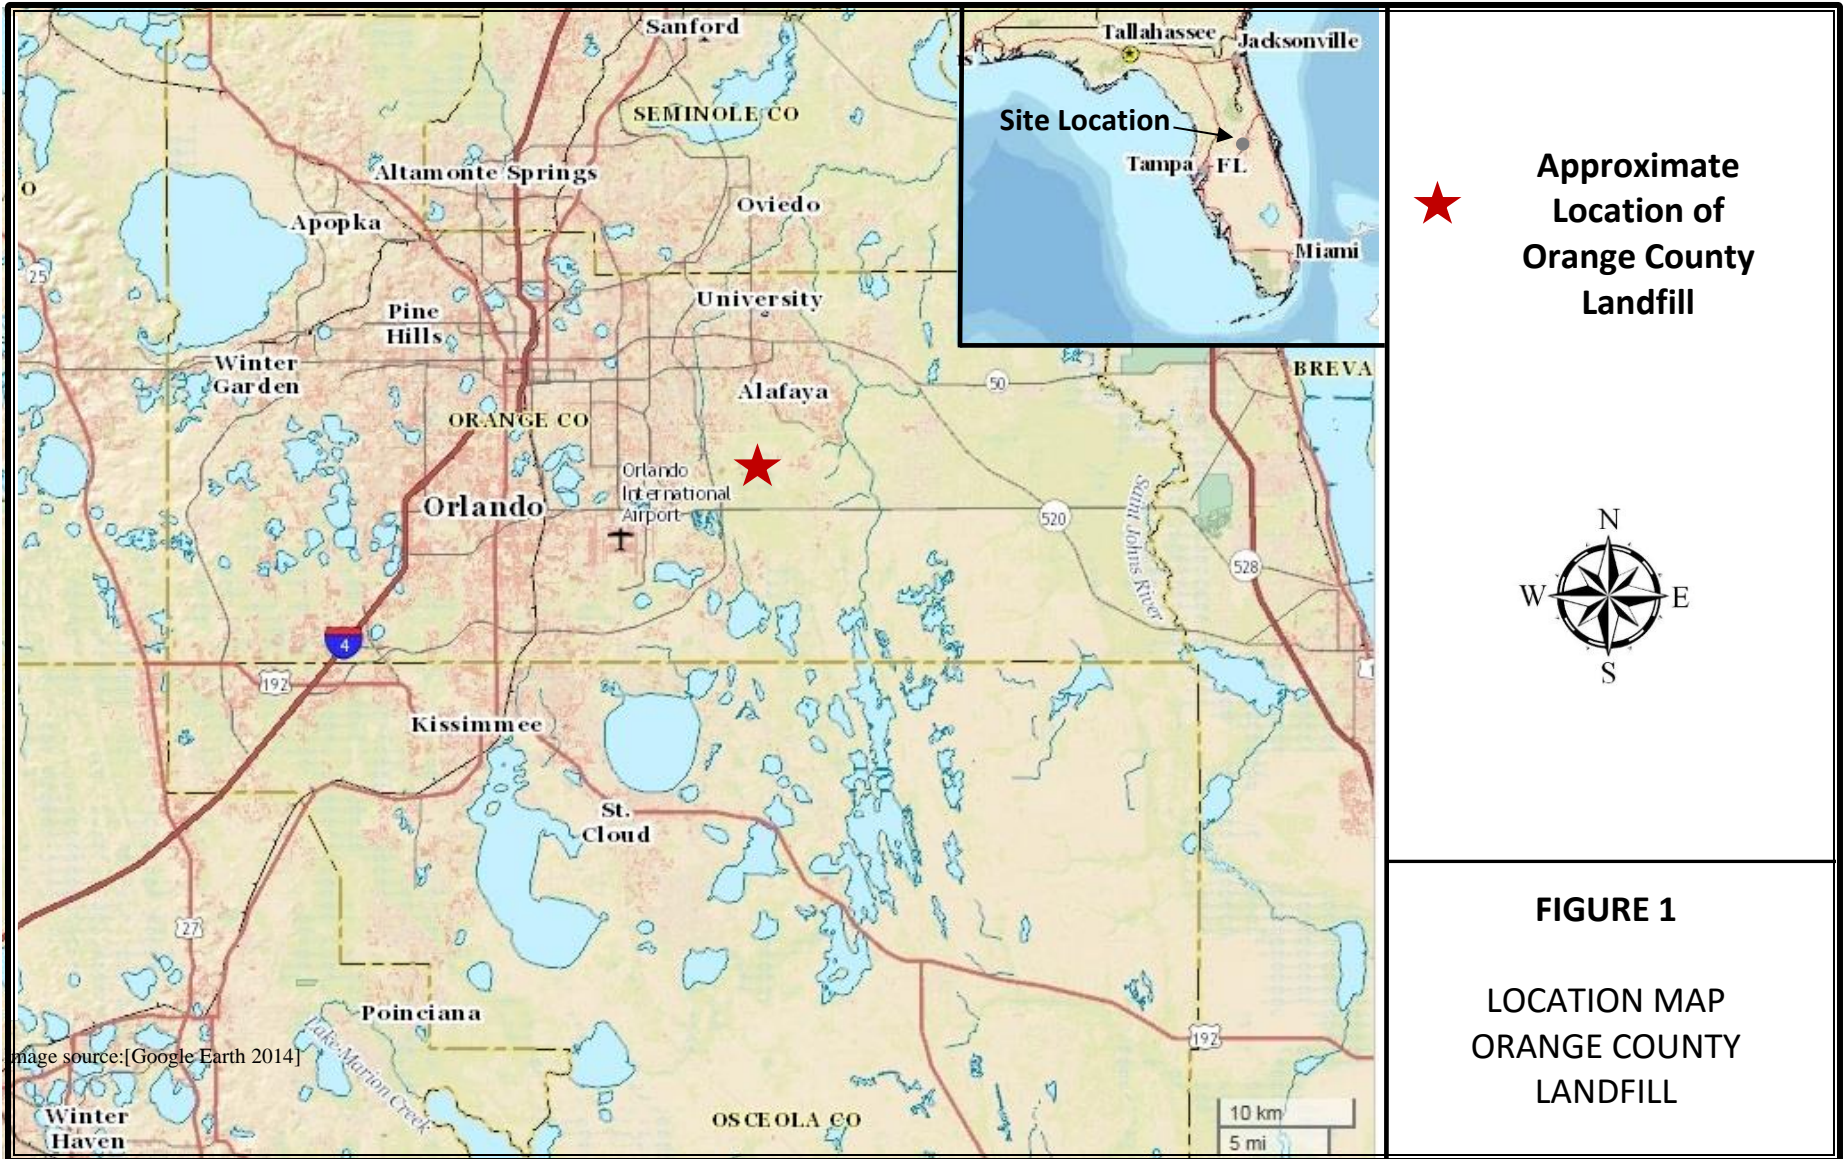 Sanford
SEMINOLE CO
Altamonte Springs
Apopka
Oviedo
25
University
Pine
Hills
Winter
Garden
Alafaya
50
ORANGE CO
BREVA
Orlando
International
Airport
Orlando
520
528
Saint Johns River
4
192
Kissimmee
St.
Cloud
27
Poinciana
Lake Marion Creek
192
mage source:[Google Earth 2014]
Winter
Haven
OSCEOLA CO
10 km
5 mi
Tallahassee
Jacksonville
Site Location
Tampa
FL
Miami
Approximate
Location of
Orange County
Landfill
N
W
E
S
FIGURE 1
LOCATION MAP
ORANGE COUNTY
LANDFILL